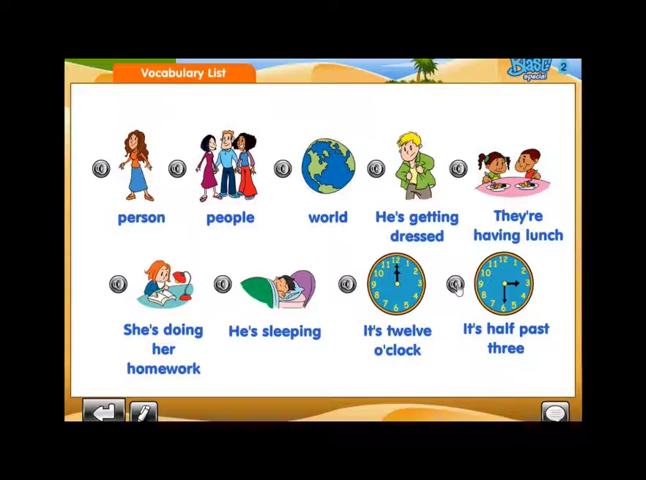 Vocabulary List
Blast!
special
2
person
people
world
He's getting
dressed
They're
having lunch
She's doing
her
homework
He's sleeping
It's twelve
o'clock
It's half past
three